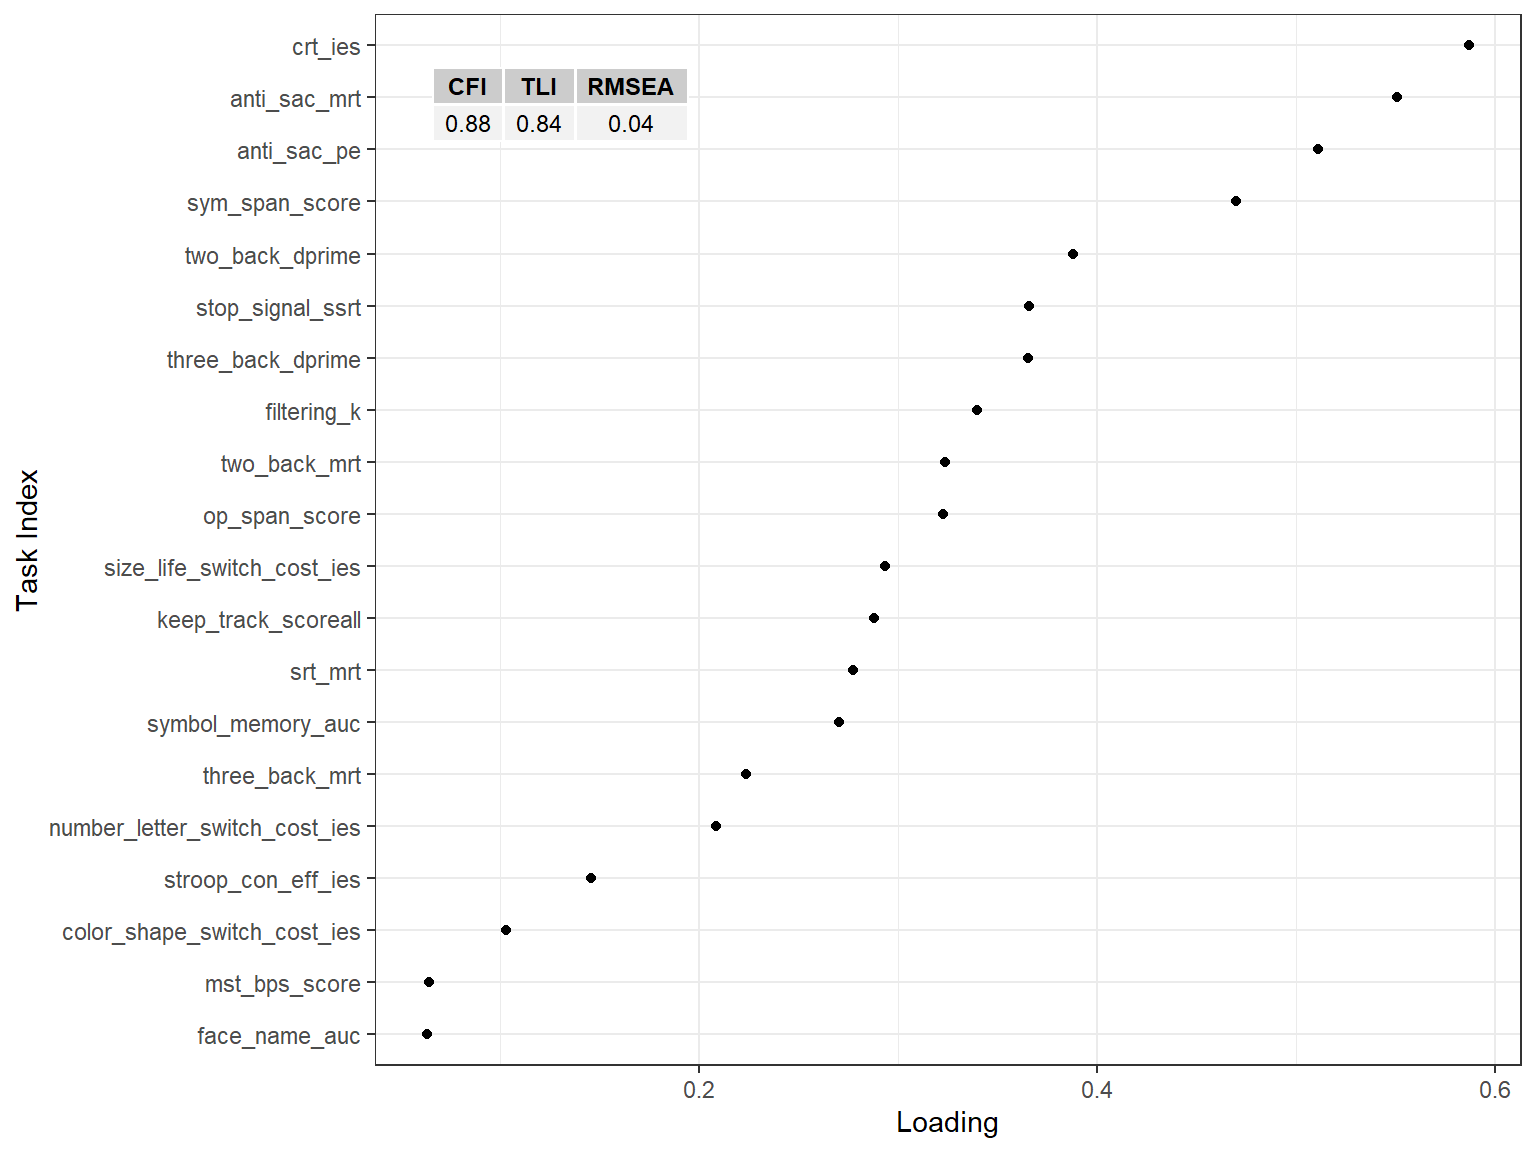 crt_ies
CFI TLI RMSEA
anti_sac_mrt
0.88 0.84 0.04
anti_sac_pe
sym_span_score
two_back_dprime
stop_signal_ssrt
three_back_dprime
filtering_k
two_back_mrt
op_span_score
size_life_switch_cost_ies
keep_track_scoreall
srt_mrt
symbol_memory_auc
three_back_mrt
number_letter_switch_cost_ies
stroop_con_eff_ies
color_shape_switch_cost_ies
mst_bps_score
face_name_auc
Task Index
0.2 0.4 0.6
Loading